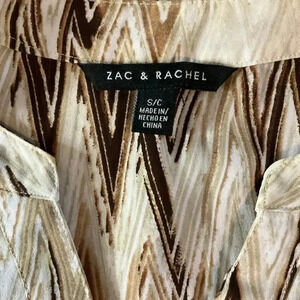 ZAC & RACHEL
S/C
MADE IN/
HECHO EN
CHINA